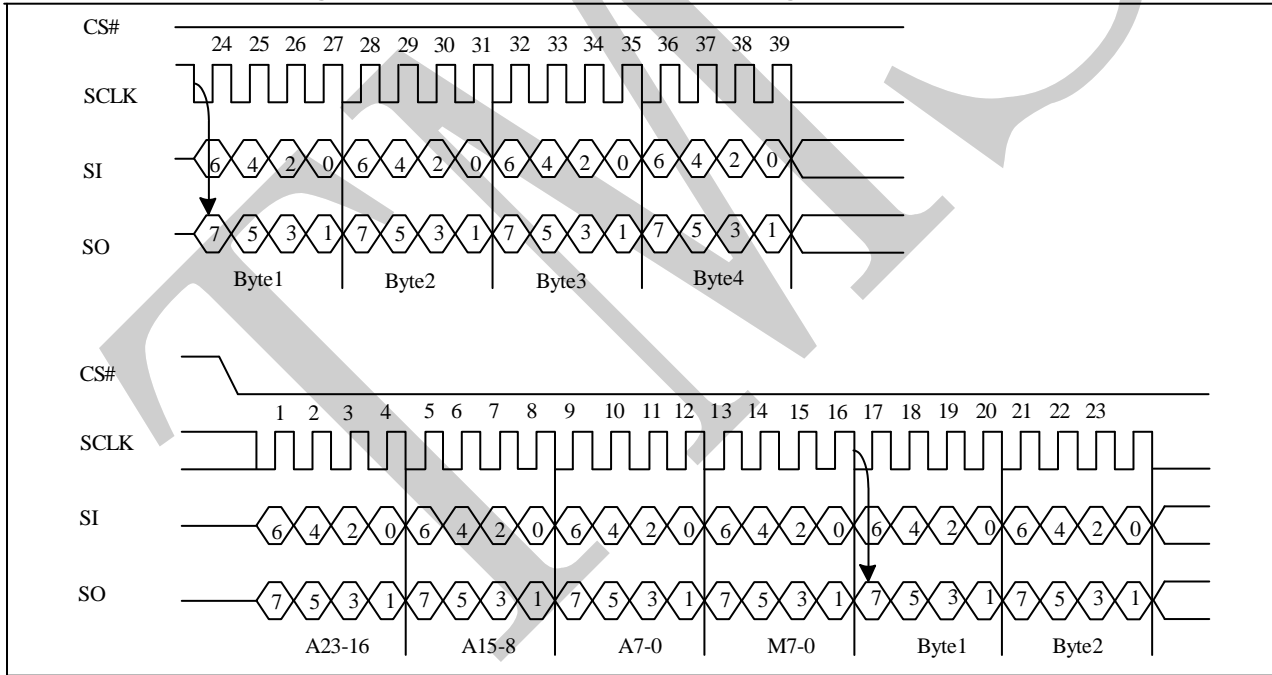 CS#
24 25 26 27 28 29 30 31 32 33 34 35 36 37 38 39
SCLK
SI 6 4 2 0 6 4 2 0 6 4 2 0 6 4 2 0
SO 7 5 3 1 7 5 3 1 7 5 3 1 7 5 3 1
Byte1 Byte2 Byte3 Byte4
CS#
1 2 3 4 5 6 7 8 9 10 11 12 13 14 15 16 17 18 19 20 21 22 23
SCLK
SI 6 4 2 0 6 4 2 0 6 4 2 0 6 4 2 0 6 4 2 0 6 4 2 0
SO 7 5 3 1 7 5 3 1 7 5 3 1 7 5 3 1 7 5 3 1 7 5 3 1
A23-16 A15-8 A7-0 M7-0 Byte1 Byte2